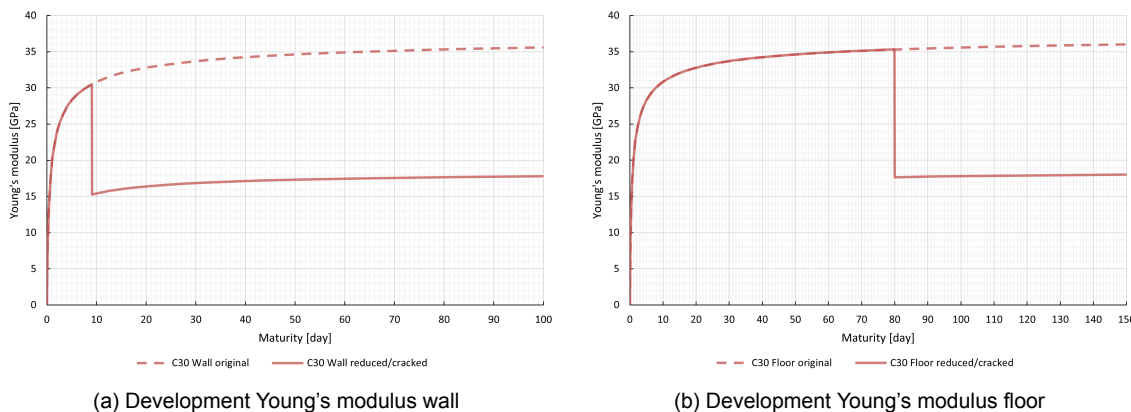 40
35
30
25
20
15
10
5
0
Young's modulus [GPa]
0 10 20 30 40 50 60 70 80 90 100
Maturity [day]
C30 Wall original C30 Wall reduced/cracked
(a) Development Young's modulus wall
40
35
30
25
20
15
10
5
0
Young's modulus [GPa]
0 10 20 30 40 50 60 70 80 90 100 110 120 130 140 150
Maturity [day]
C30 Floor original C30 Floor reduced/cracked
(b) Development Young's modulus floor